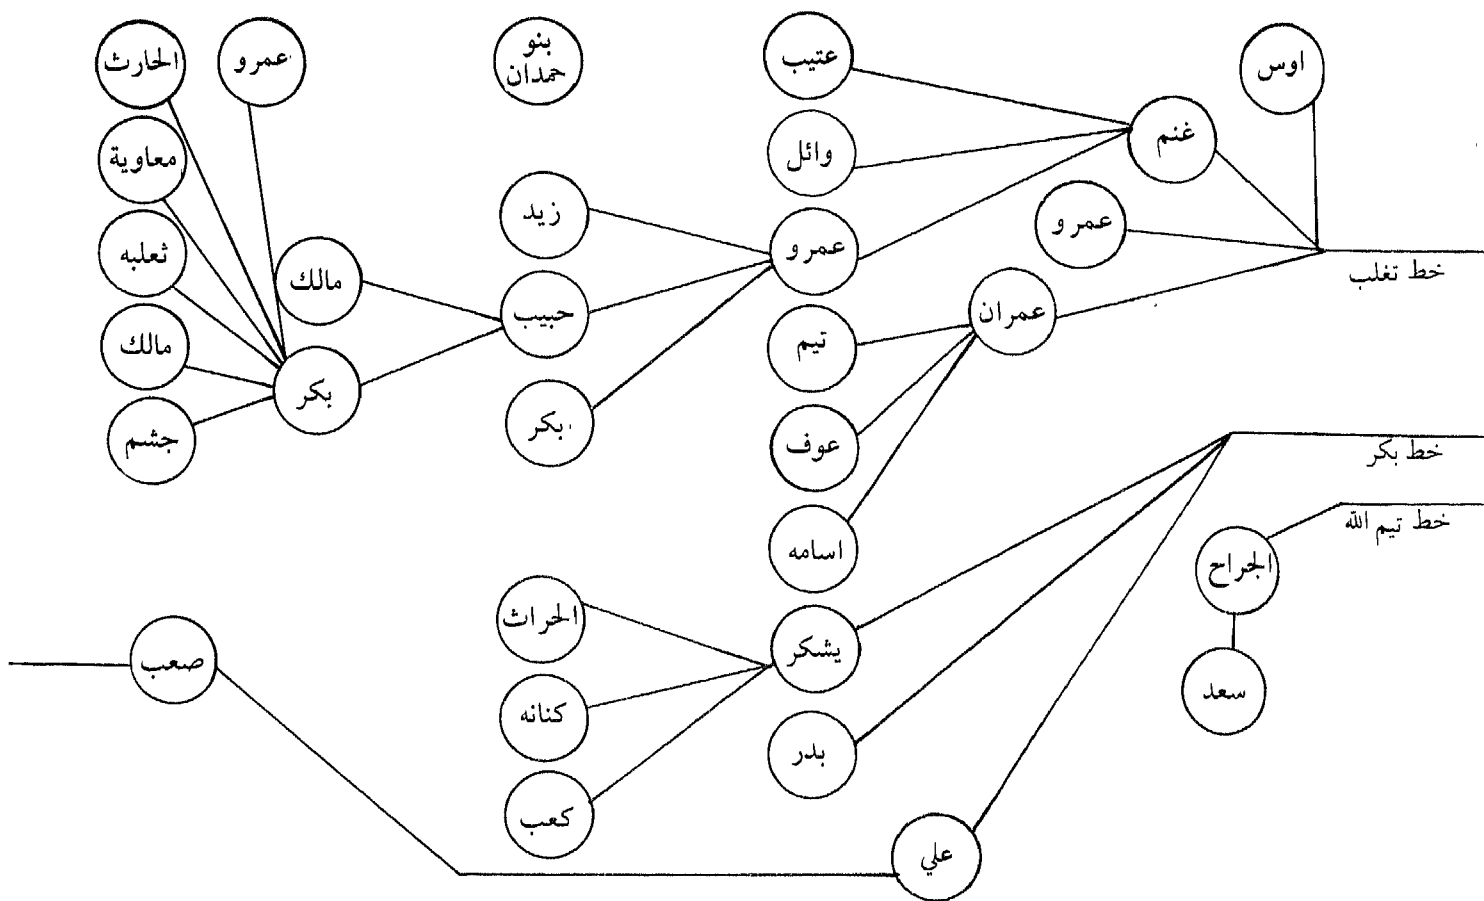 اوس
غنم
عمرو
خط تغلب
عمران
عتيب
وائل
عمرو
تيم
عوف
اسامه
بنو
حمدان
زيد
حبيب
بكر
مالك
بكر
عمرو
الحارث
معاوية
ثعلبه
مالك
جشم
خط بكر
يشكر
بدر
علي
الحراث
كنانه
كعب
صعب
خط تيم الله
الجراح
سعد